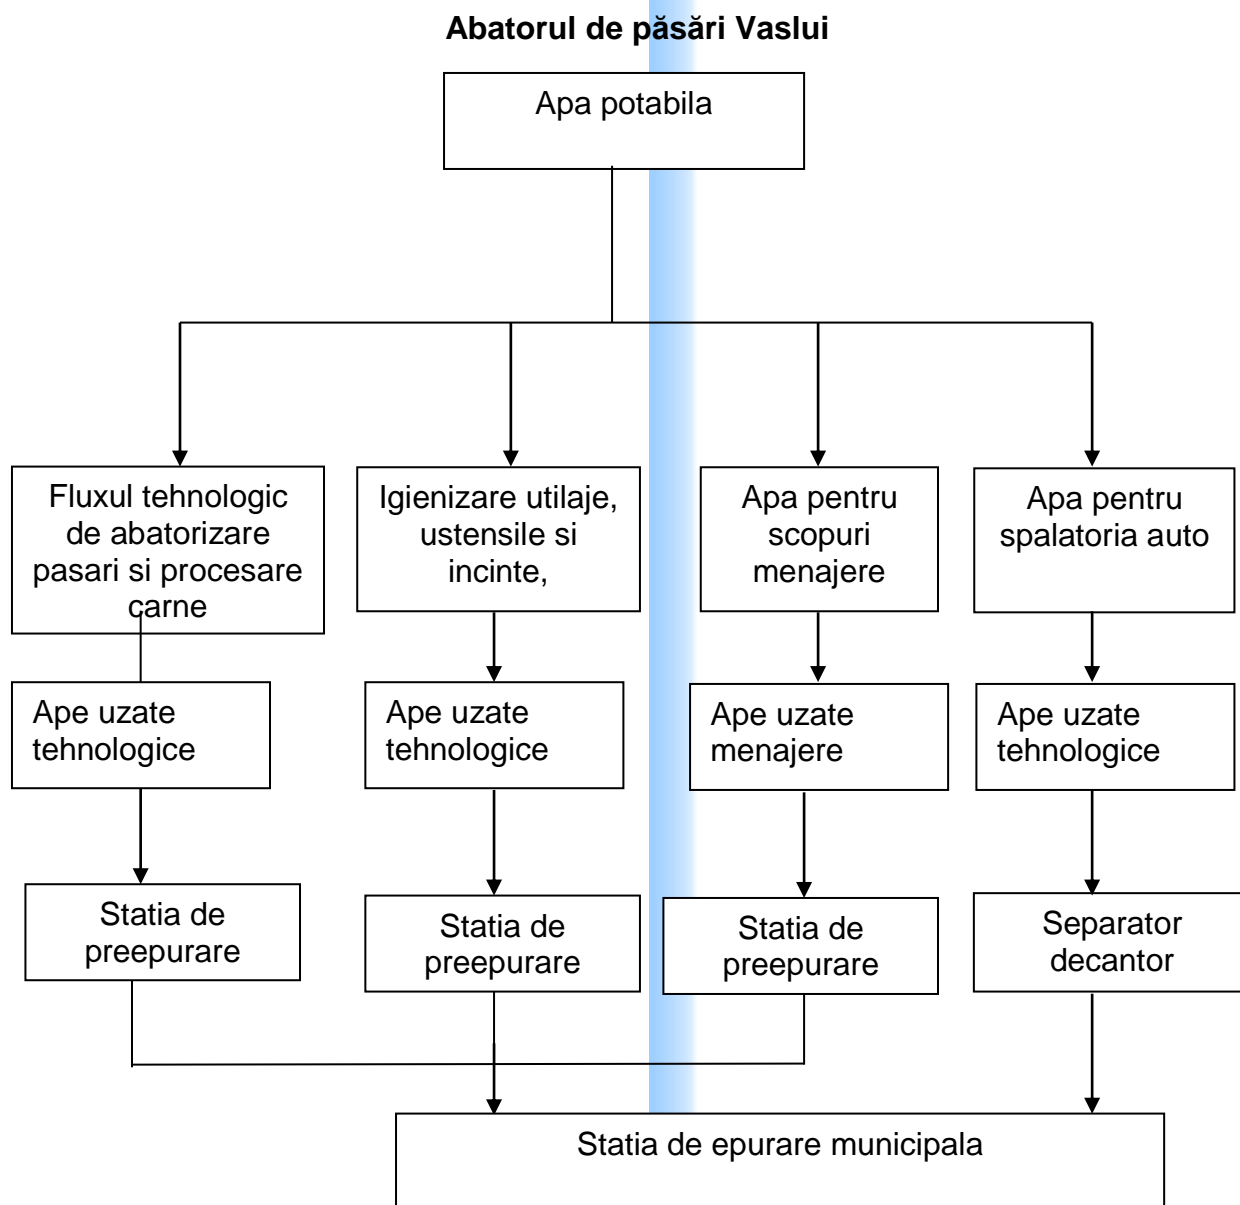 Abatorul de păsări Vaslui
Apa potabila
Fluxul tehnologic
de abatorizare
pasari si procesare
carne
Igienizare utilaje,
ustensile si
incinte,
Apa pentru
scopuri
menajere
Apa pentru
spalatoria auto
Ape uzate
tehnologice
Ape uzate
tehnologice
Ape uzate
menajere
Ape uzate
tehnologice
Statia de
preepurare
Statia de
preepurare
Statia de
preepurare
Separator
decantor
Statia de epurare municipala